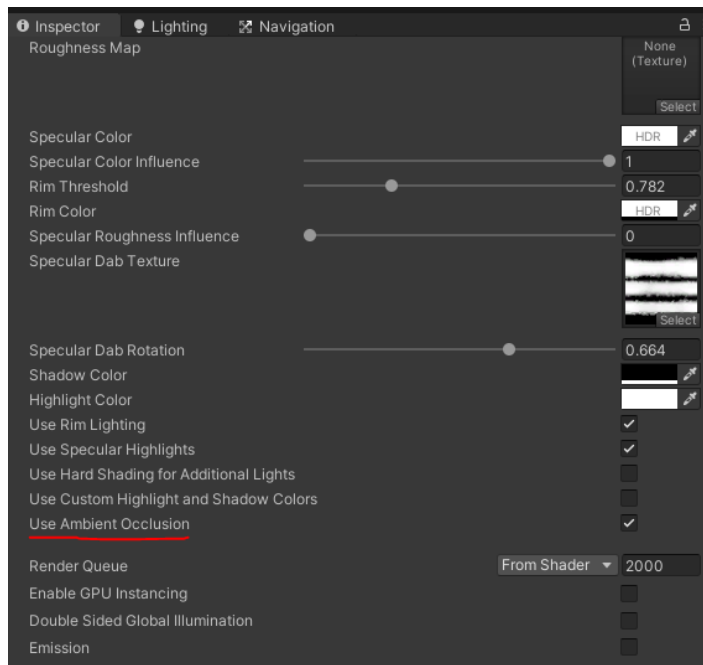 Inspector Lighting Navigation
Roughness Map
None
(Texture)
Select
Specular Color HDR
Specular Color Influence 1
Rim Threshold 0.782
Rim Color HDR
Specular Roughness Influence 0
Specular Dab Texture
Select
Specular Dab Rotation 0.664
Shadow Color
Highlight Color
Use Rim Lighting
Use Specular Highlights
Use Hard Shading for Additional Lights
Use Custom Highlight and Shadow Colors
Use Ambient Occlusion
Render Queue From Shader 2000
Enable GPU Instancing
Double Sided Global Illumination
Emission